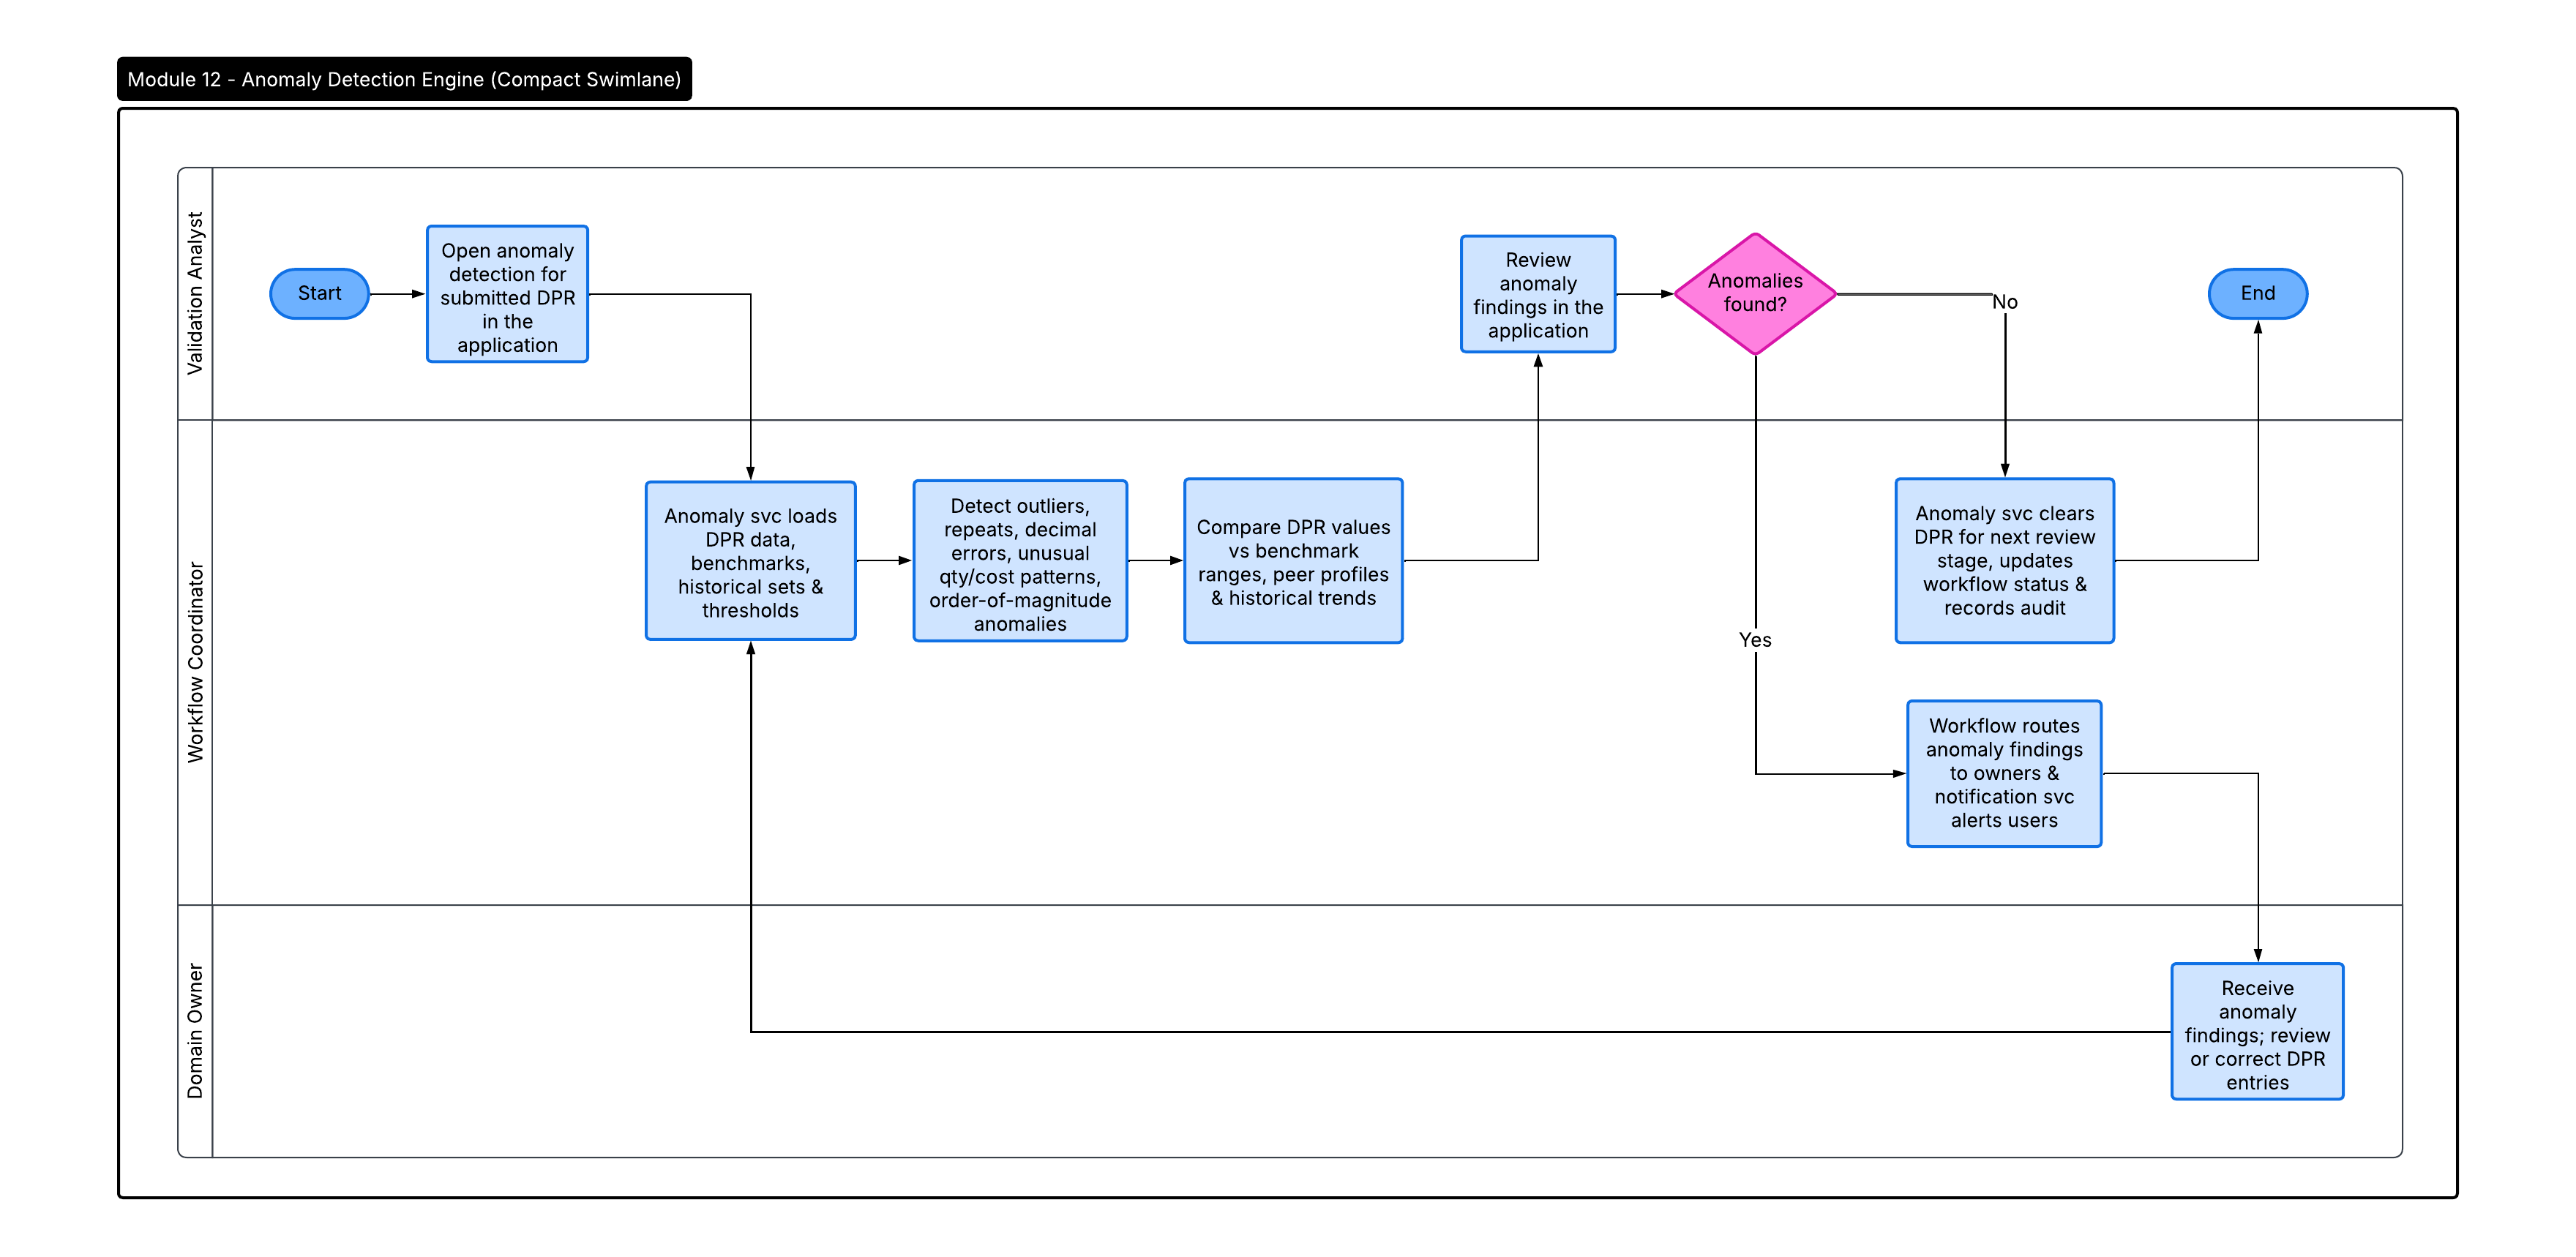 Module 12 - Anomaly Detection Engine (Compact Swimlane)
Validation Analyst
Start
Open anomaly
detection for
submitted DPR
in the
application
Review
anomaly
findings in the
application
Anomalies
found?
No
End
Workflow Coordinator
Anomaly svc loads
DPR data,
benchmarks,
historical sets &
thresholds
Detect outliers,
repeats, decimal
errors, unusual
qty/cost patterns,
order-of-magnitude
anomalies
Compare DPR values
vs benchmark
ranges, peer profiles
& historical trends
Yes
Anomaly svc clears
DPR for next review
stage, updates
workflow status &
records audit
Workflow routes
anomaly findings
to owners &
notification svc
alerts users
Domain Owner
Receive
anomaly
findings; review
or correct DPR
entries